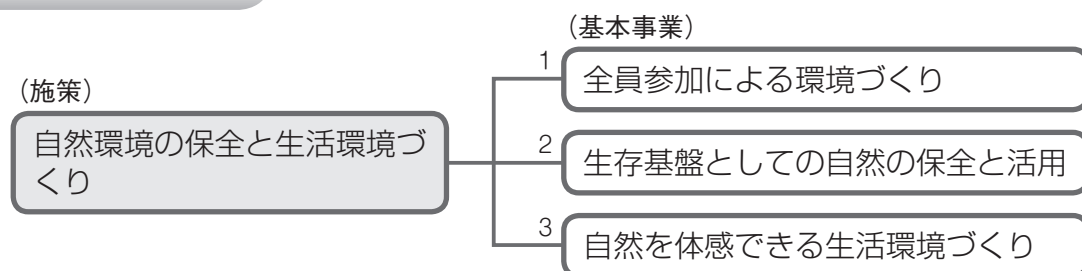 （基本事業）
1
全員参加による環境づくり
（施策）
自然環境の保全と生活環境づ
くり
2
生存基盤としての自然の保全と活用
3
自然を体感できる生活環境づくり